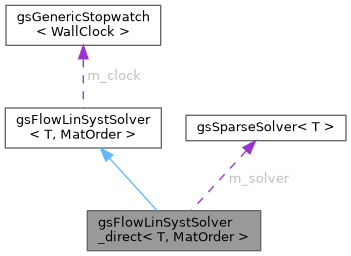 gsGenericStopwatch
< WallClock >
m_clock
gsFlowLinSystSolver
< T, MatOrder >
gsSparseSolver< T >
m_solver
gsFlowLinSystSolver
_direct< T, MatOrder >